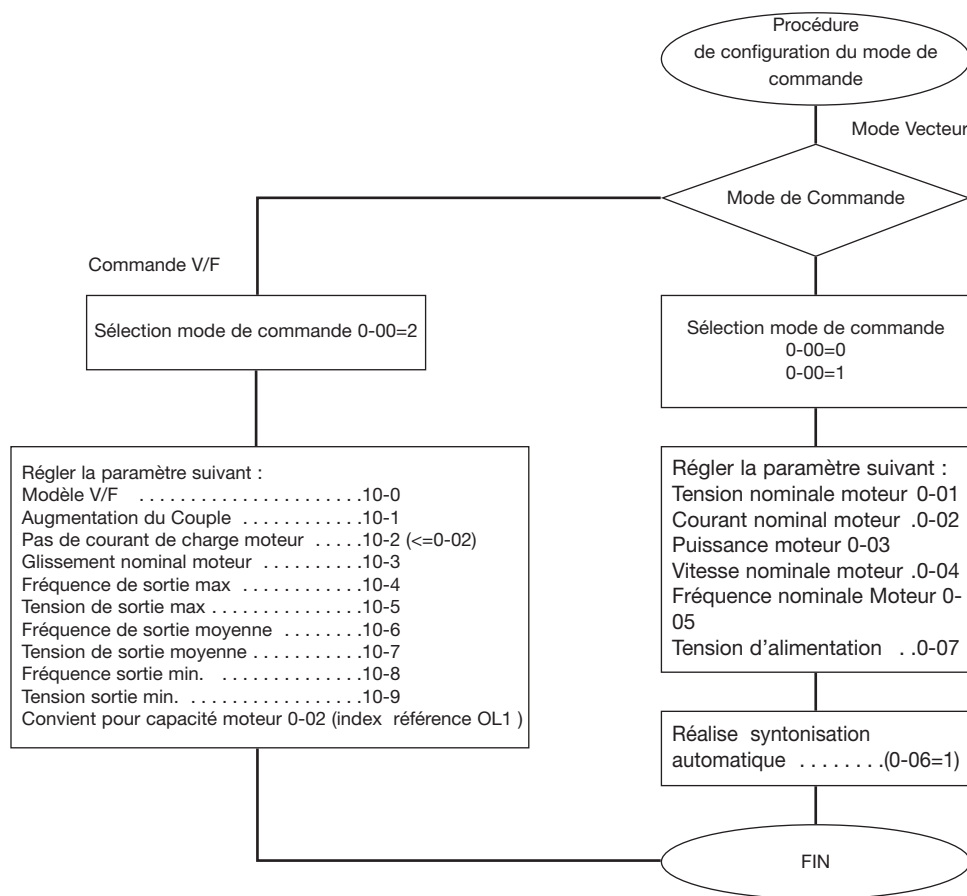 Procédure
de configuration du mode de
commande
Mode Vecteur
Mode de Commande
Commande V/F
Sélection mode de commande 0-00=2
Sélection mode de commande
0-00=0
0-00=1
Régler la paramètre suivant :
Modèle V/F . . . . . . . . . . . . . . . . . . . . . .10-0
Augmentation du Couple . . . . . . . . . . . .10-1
Pas de courant de charge moteur . . . . .10-2 (<=0-02)
Glissement nominal moteur . . . . . . . . . .10-3
Fréquence de sortie max . . . . . . . . . . . .10-4
Tension de sortie max . . . . . . . . . . . . . . .10-5
Fréquence de sortie moyenne . . . . . . . .10-6
Tension de sortie moyenne . . . . . . . . . . .10-7
Fréquence sortie min. . . . . . . . . . . . . . .10-8
Tension sortie min. . . . . . . . . . . . . . . . . .10-9
Convient pour capacité moteur 0-02 (index référence OL1 )
Régler la paramètre suivant :
Tension nominale moteur 0-01
Courant nominal moteur .0-02
Puissance moteur 0-03
Vitesse nominale moteur .0-04
Fréquence nominale Moteur 0-
05
Tension d’alimentation . .0-07
Réalise syntonisation
automatique . . . . . . . .(0-06=1)
FIN